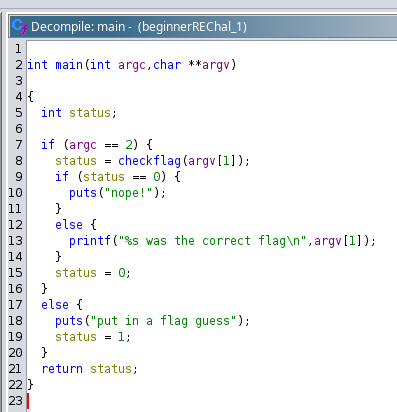 Decompile: main - (beginnerREChal_1)
1
2 int main(int argc,char **argv)
3
4 {
5   int status;
6
7   if (argc == 2) {
8     status = checkflag(argv[1]);
9     if (status == 0) {
10       puts("nope!");
11     }
12     else {
13       printf("%s was the correct flag\n",argv[1]);
14     }
15     status = 0;
16   }
17   else {
18     puts("put in a flag guess");
19     status = 1;
20   }
21   return status;
22 }
23